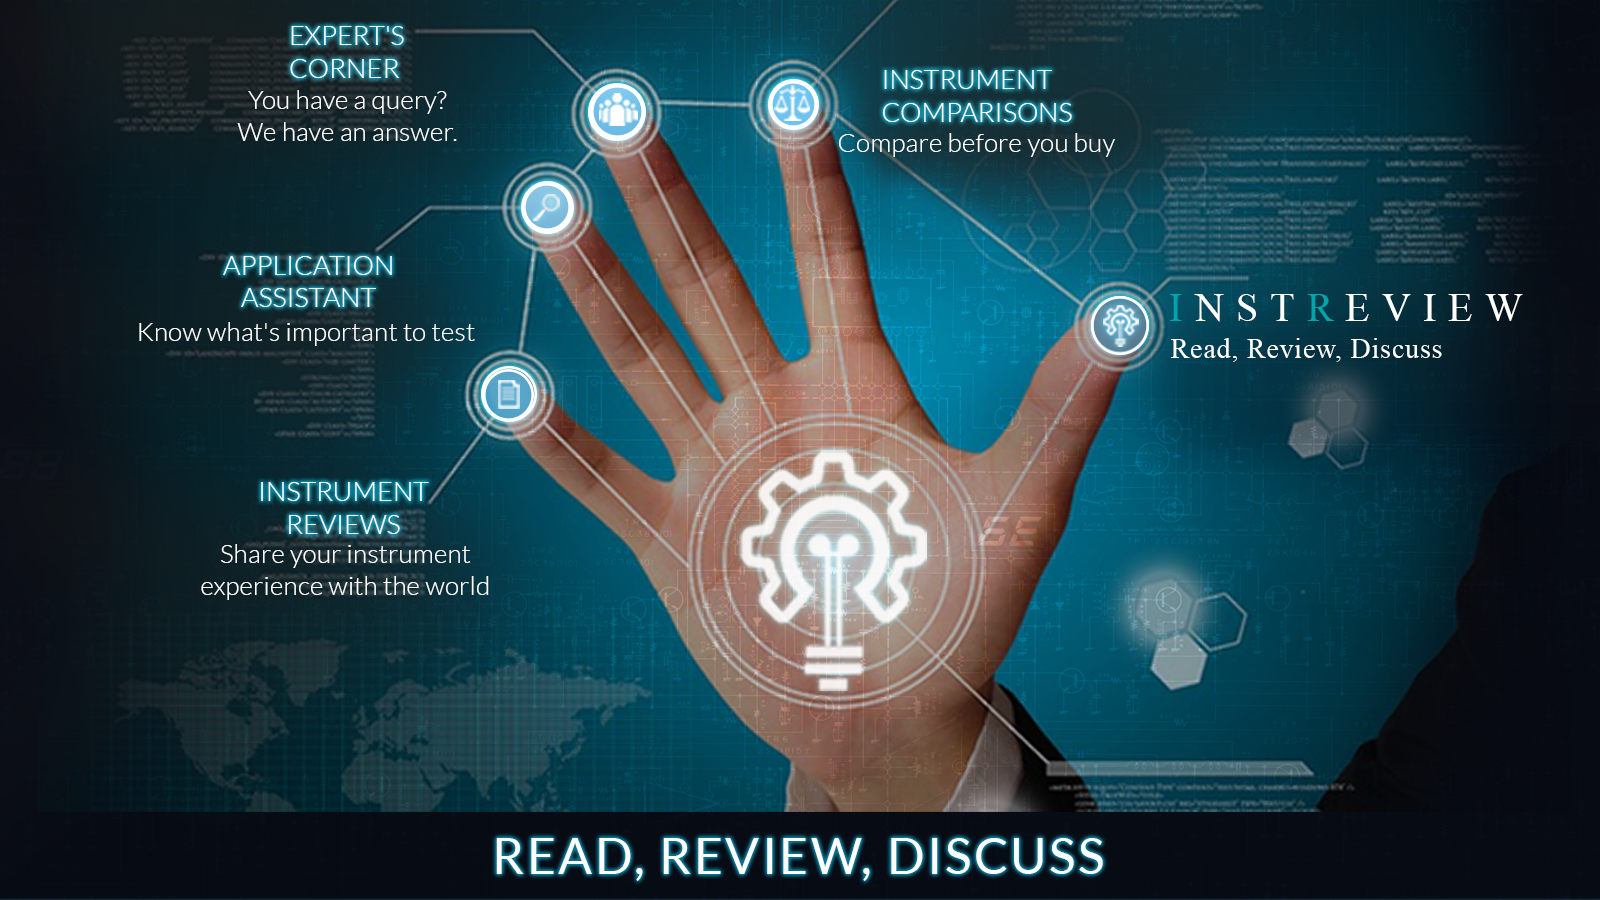 EXPERT'S
CORNER
You have a query?
We have an answer.
INSTRUMENT
COMPARISONS
Compare before you buy
APPLICATION
ASSISTANT
Know what's important to test
INSTREVIEW
Read, Review, Discuss
INSTRUMENT
REVIEWS
Share your instrument
experience with the world
READ, REVIEW, DISCUSS